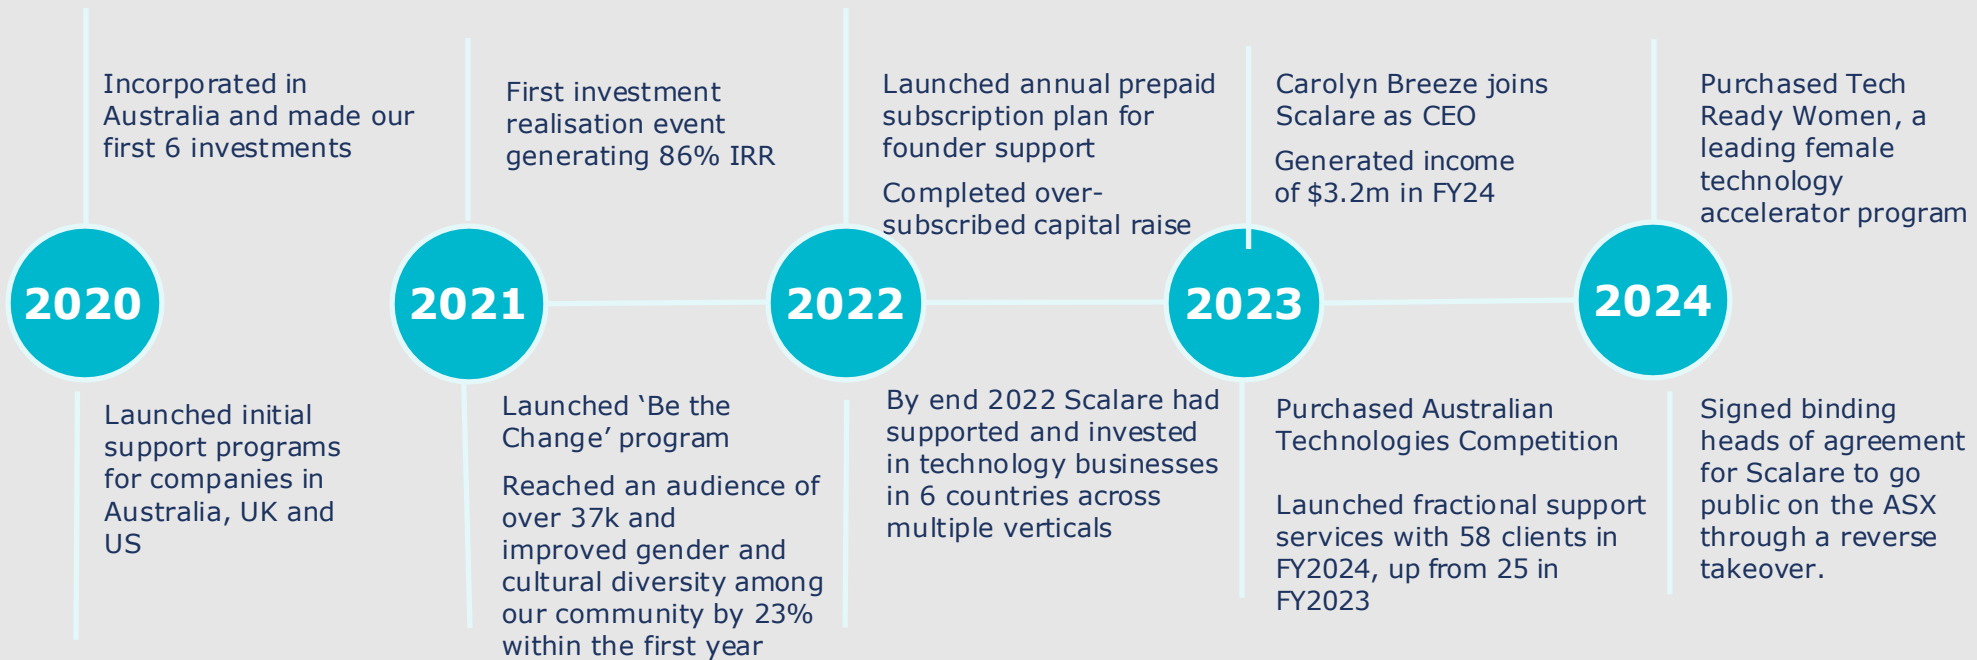 Incorporated in
Australia and made our
first 6 investments
2020
Launched initial
support programs
for companies in
Australia, UK and
US
First investment
realisation event
generating 86% IRR
2021
Launched ‘Be the
Change’ program
Reached an audience of
over 37k and
improved gender and
cultural diversity among
our community by 23%
within the first year
Launched annual prepaid
subscription plan for
founder support
Completed over-
subscribed capital raise
2022
By end 2022 Scalare had
supported and invested
in technology businesses
in 6 countries across
multiple verticals
Carolyn Breeze joins
Scalare as CEO
Generated income
of $3.2m in FY24
2023
Purchased Australian
Technologies Competition
Launched fractional support
services with 58 clients in
FY2024, up from 25 in
FY2023
Purchased Tech
Ready Women, a
leading female
technology
accelerator program
2024
Signed binding
heads of agreement
for Scalare to go
public on the ASX
through a reverse
takeover.